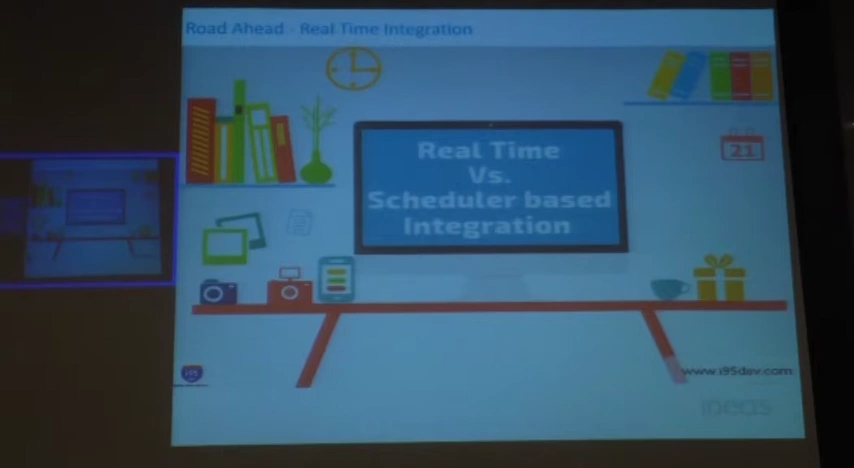 Road Ahead - Real Time Integration
Real Time
Vs.
Scheduler based
Integration
21
www.i95dev.com